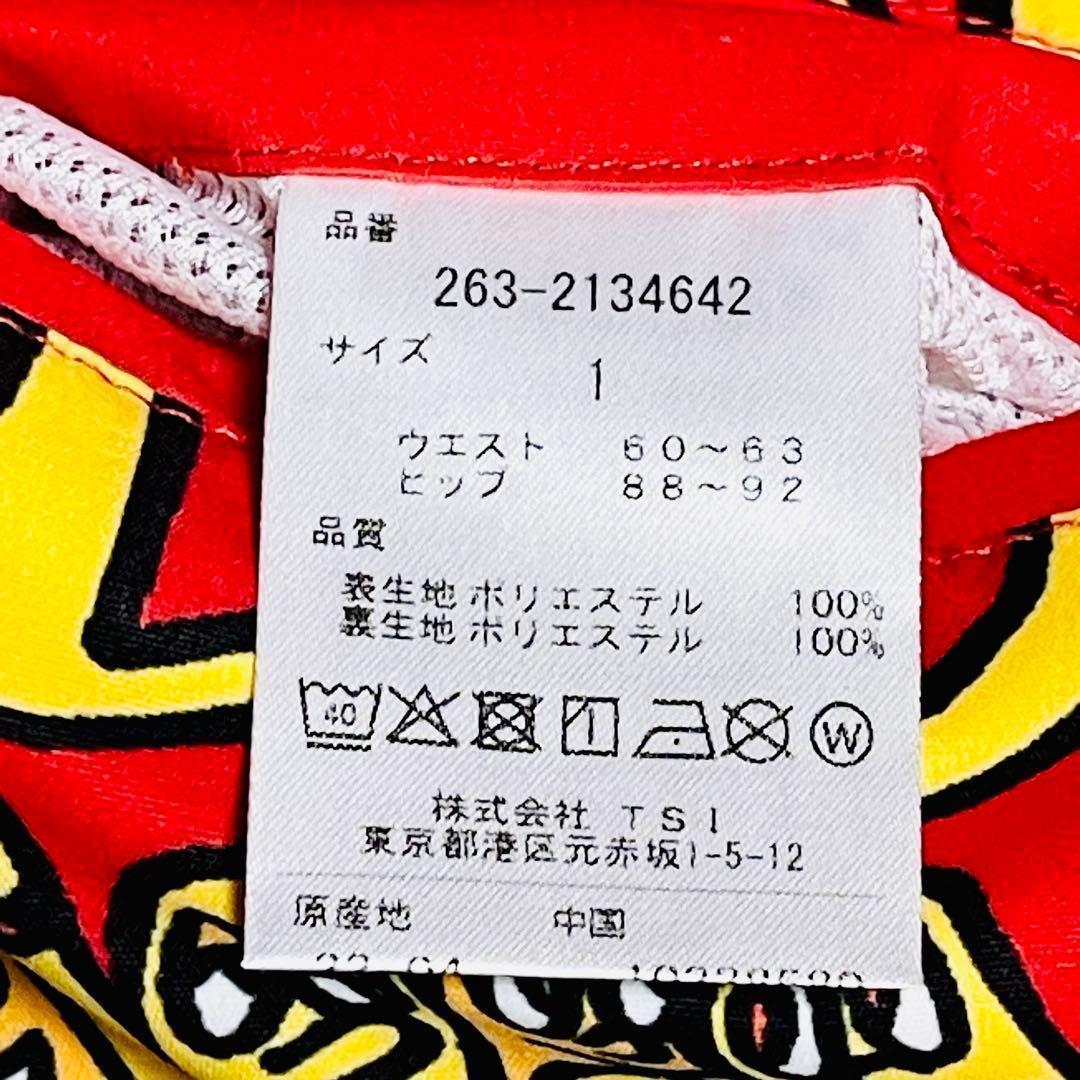 品番
263-2134642
サイズ
1
ウエスト 60～63
ヒップ 88～92
品質
表生地 ポリエステル 100%
裏生地 ポリエステル 100%
40
W
株式会社 TSI
東京都港区元赤坂1-5-12
原産地 中国